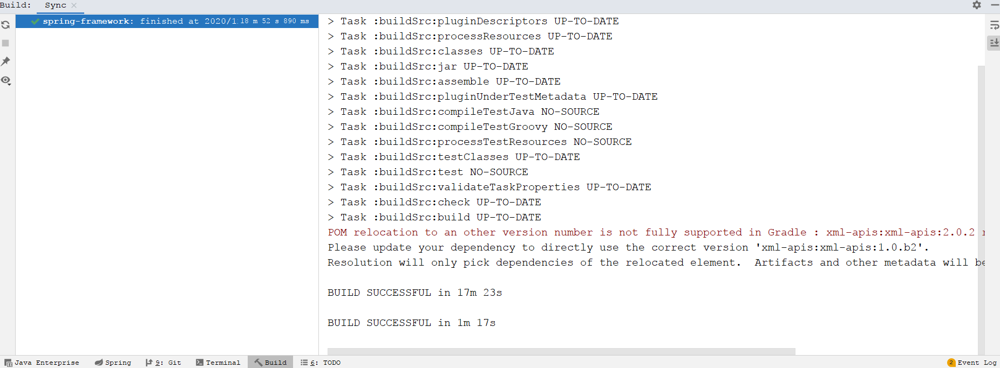 Build: Sync
spring-framework: finished at 2020/1 18 m 52 s 890 ms
> Task :buildSrc:pluginDescriptors UP-TO-DATE
> Task :buildSrc:processResources UP-TO-DATE
> Task :buildSrc:classes UP-TO-DATE
> Task :buildSrc:jar UP-TO-DATE
> Task :buildSrc:assemble UP-TO-DATE
> Task :buildSrc:pluginUnderTestMetadata UP-TO-DATE
> Task :buildSrc:compileTestJava NO-SOURCE
> Task :buildSrc:compileTestGroovy NO-SOURCE
> Task :buildSrc:processTestResources NO-SOURCE
> Task :buildSrc:testClasses UP-TO-DATE
> Task :buildSrc:test NO-SOURCE
> Task :buildSrc:validateTaskProperties UP-TO-DATE
> Task :buildSrc:check UP-TO-DATE
> Task :buildSrc:build UP-TO-DATE
POM relocation to an other version number is not fully supported in Gradle : xml-apis:xml-apis:2.0.2
Please update your dependency to directly use the correct version 'xml-apis:xml-apis:1.0.b2'.
Resolution will only pick dependencies of the relocated element.  Artifacts and other metadata will be
BUILD SUCCESSFUL in 17m 23s
BUILD SUCCESSFUL in 1m 17s
Java Enterprise Spring 9: Git Terminal Build 6: TODO 2 Event Log